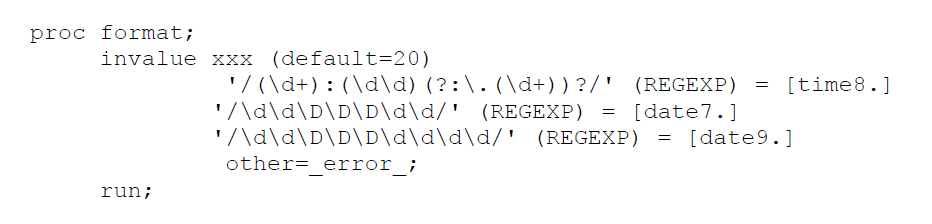 proc format;
invalue xxx (default=20)
'/(\d+):(\d\d)(?:\.(\d+))?/' (REGEXP) = [time8.]
'/\d\d\D\D\D\d\d/' (REGEXP) = [date7.]
'/\d\d\D\D\D\d\d\d\d/' (REGEXP) = [date9.]
other=_error_;
run;